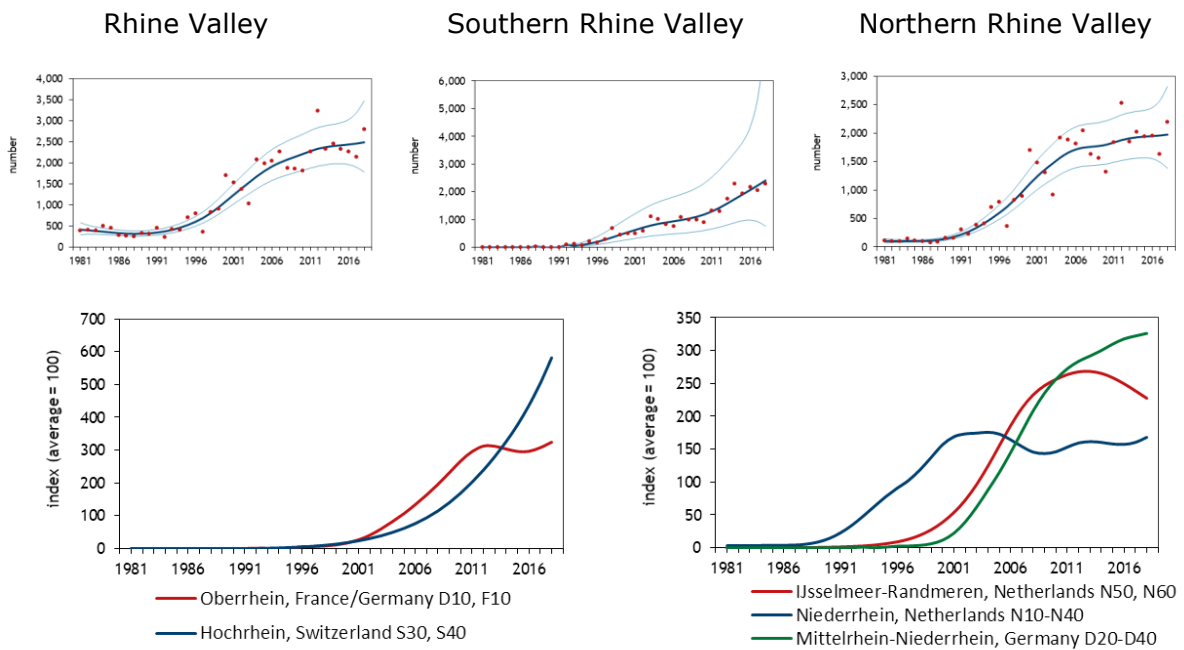 Rhine Valley
Southern Rhine Valley
Northern Rhine Valley
4,000
3,500
3,000
2,500
2,000
1,500
1,000
500
0
number
1981 1986 1991 1996 2001 2006 2011 2016
6,000
5,000
4,000
3,000
2,000
1,000
0
number
1981 1986 1991 1996 2001 2006 2011 2016
3,000
2,500
2,000
1,500
1,000
500
0
number
1981 1986 1991 1996 2001 2006 2011 2016
700
600
500
400
300
200
100
0
index (average = 100)
1981 1986 1991 1996 2001 2006 2011 2016
Oberrhein, France/Germany D10, F10
Hochrhein, Switzerland S30, S40
350
300
250
200
150
100
50
0
index (average = 100)
1981 1986 1991 1996 2001 2006 2011 2016
IJsselmeer-Randmeren, Netherlands N50, N60
Niederrhein, Netherlands N10-N40
Mittelrhein-Niederrhein, Germany D20-D40